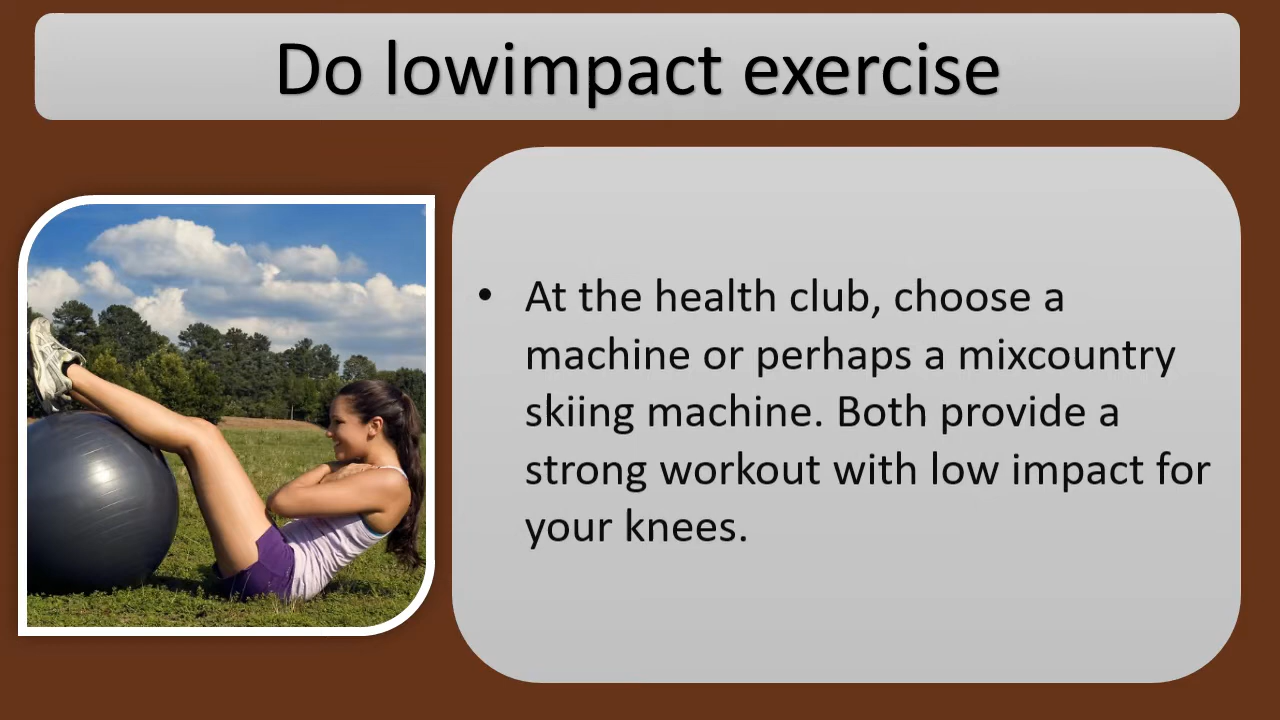 Do lowimpact exercise
• At the health club, choose a
machine or perhaps a mixcountry
skiing machine. Both provide a
strong workout with low impact for
your knees.